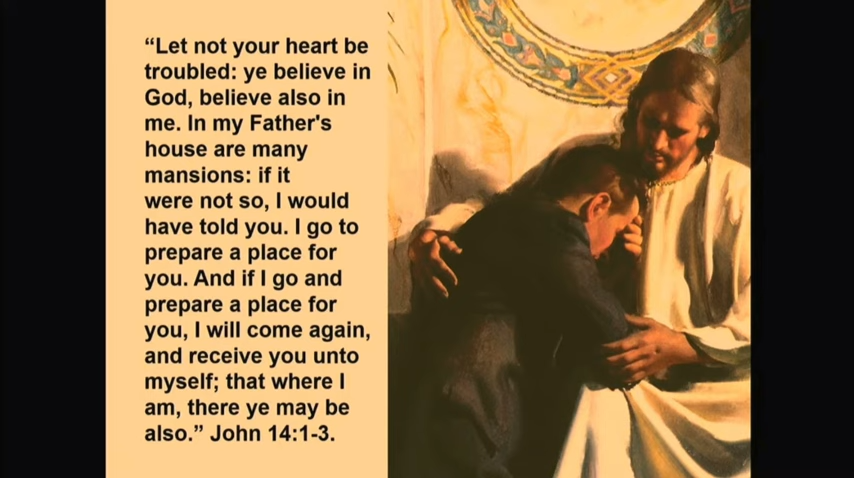 “Let not your heart be
troubled: ye believe in
God, believe also in
me. In my Father's
house are many
mansions: if it
were not so, I would
have told you. I go to
prepare a place for
you. And if I go and
prepare a place for
you, I will come again,
and receive you unto
myself; that where I
am, there ye may be
also.” John 14:1-3.